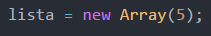 lista = new Array(5);